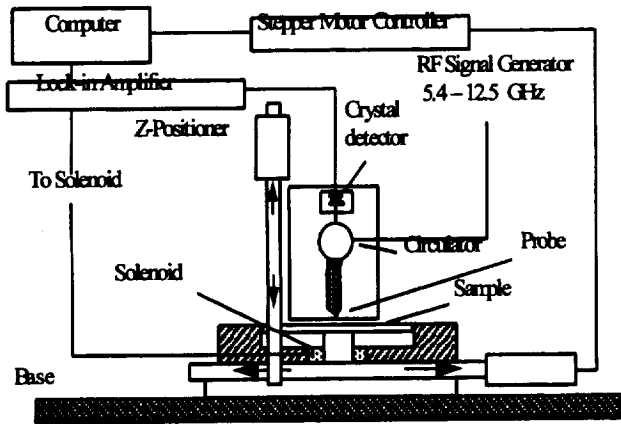 Computer
Stepper Motor Controller
Lock-in Amplifier
RF Signal Generator
5.4 – 12.5 GHz
Z-Positioner
Crystal
detector
To Solenoid
Circulator
Probe
Solenoid
Sample
Base